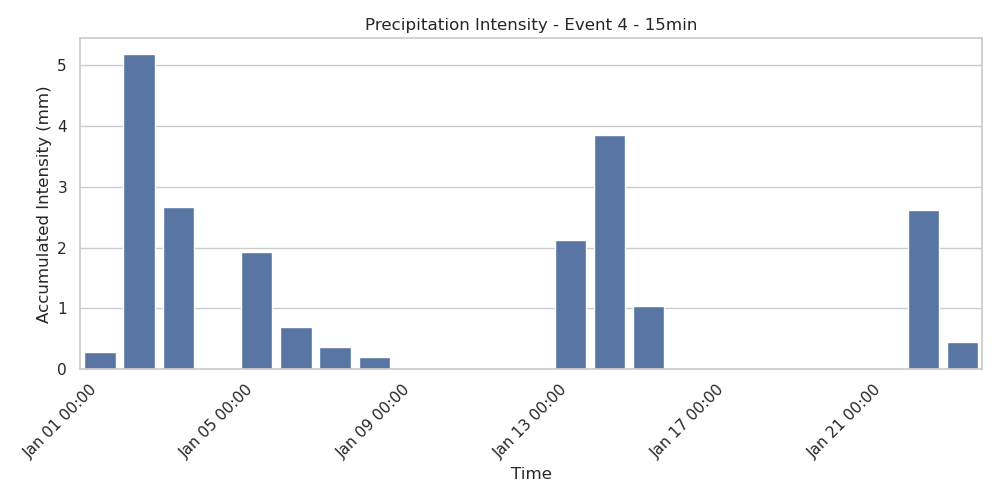 Precipitation Intensity - Event 4 - 15min
Accumulated Intensity (mm)
5
4
3
2
1
0
Jan 01 00:00
Jan 05 00:00
Jan 09 00:00
Jan 13 00:00
Jan 17 00:00
Jan 21 00:00
Time